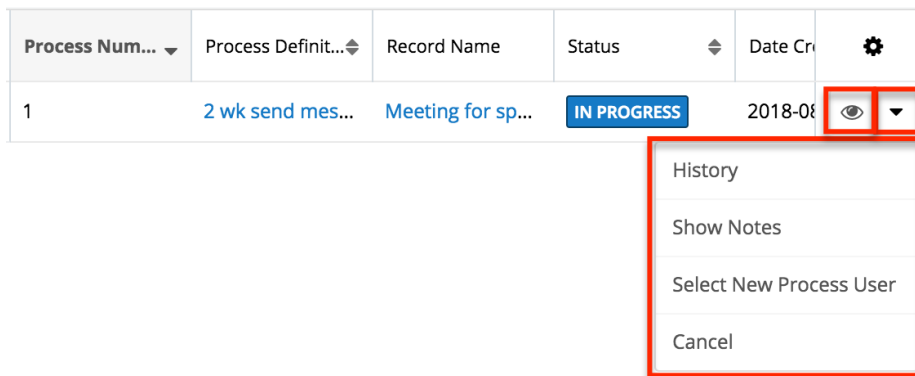 Process Num... Process Definit... Record Name Status Date Cr
1 2 wk send mes... Meeting for sp... IN PROGRESS 2018-08
History
Show Notes
Select New Process User
Cancel